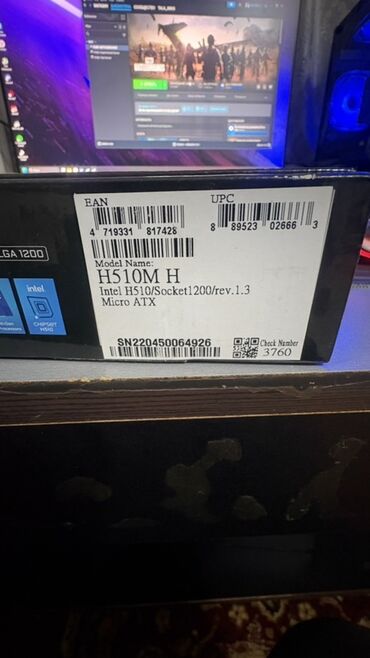 LGA 1200
intel
CHIPSET
H510
EAN
4 719331 817428
UPC
8 89523 02666 3
Model Name:
H510M H
Intel H510/Socket1200/rev.1.3
Micro ATX
SN220450064926
Check Number
3760